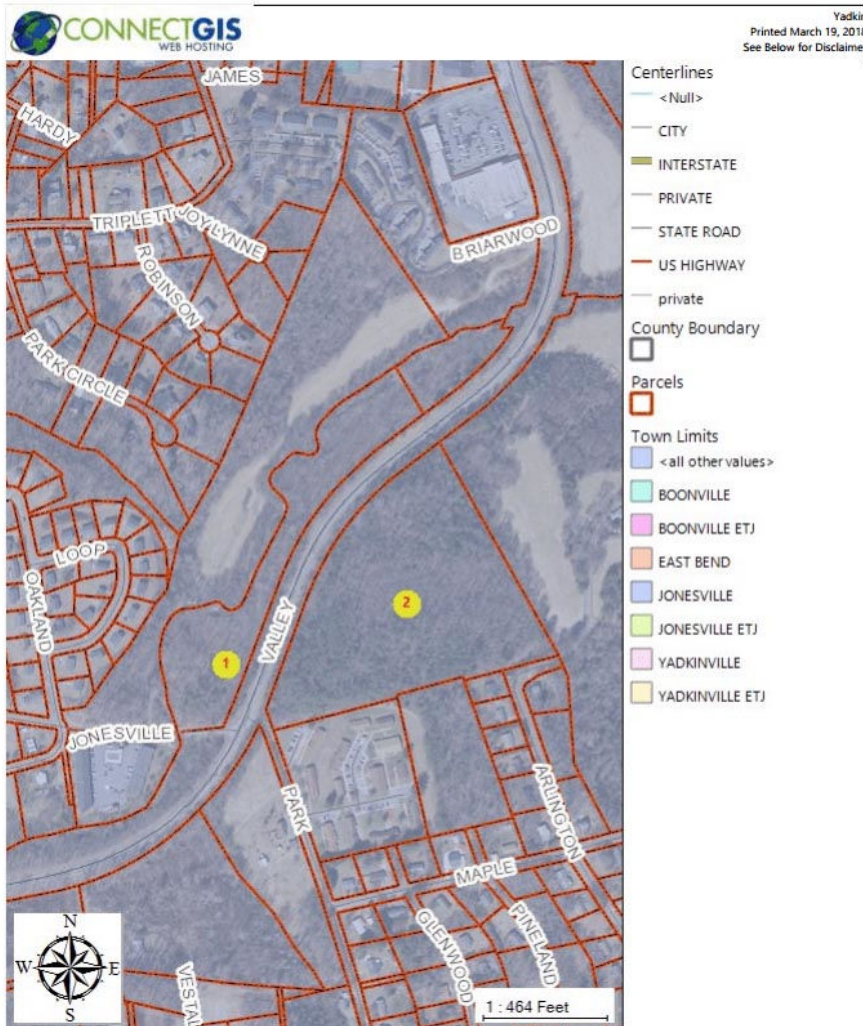 CONNECTGIS
WEB HOSTING
Yadkin
Printed March 19, 2018
See Below for Disclaime
JAMES
HARDY
TRIPLETT
JOYLYNNE
BRIARWOOD
ROBINSON
PARK CIRCLE
LOOP
OAKLAND
2
1
VALLEY
JONESVILLE
PARK
ARLINGTON
MAPLE
GLENWOOD
PINELAND
VESTAL
N
W
E
S
1 : 464 Feet
Centerlines
<Null>
CITY
INTERSTATE
PRIVATE
STATE ROAD
US HIGHWAY
private
County Boundary
Parcels
Town Limits
<all other values>
BOONVILLE
BOONVILLE ETJ
EAST BEND
JONESVILLE
JONESVILLE ETJ
YADKINVILLE
YADKINVILLE ETJ